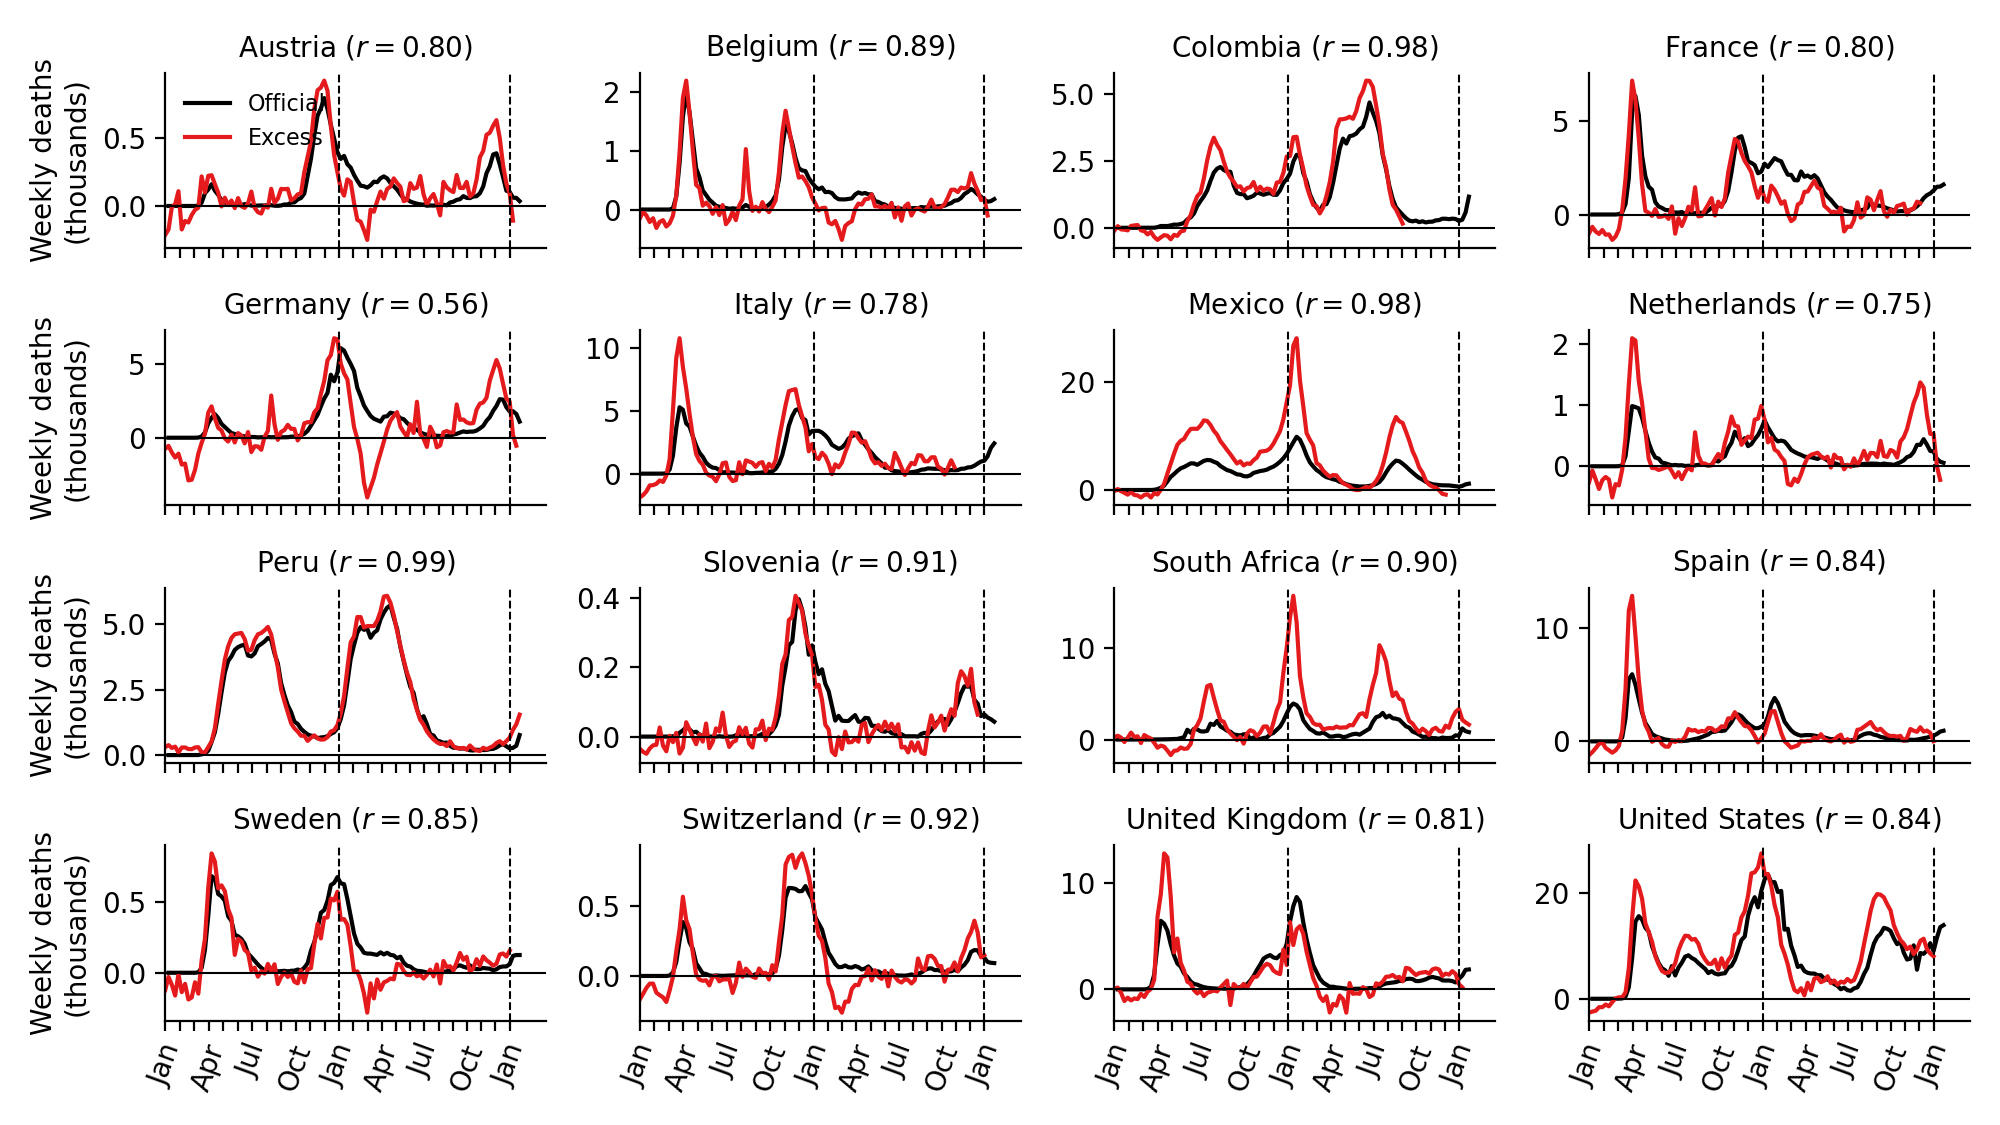 Austria (r = 0.80)
Belgium (r = 0.89)
Colombia (r = 0.98)
France (r = 0.80)
Weekly deaths
(thousands)
0.5
0.0
Official
Excess
2
1
0
5.0
2.5
0.0
5
0
Germany (r = 0.56)
Italy (r = 0.78)
Mexico (r = 0.98)
Netherlands (r = 0.75)
Weekly deaths
(thousands)
5
0
10
5
0
20
0
2
1
0
Peru (r = 0.99)
Slovenia (r = 0.91)
South Africa (r = 0.90)
Spain (r = 0.84)
Weekly deaths
(thousands)
5.0
2.5
0.0
0.4
0.2
0.0
10
0
10
0
Sweden (r = 0.85)
Switzerland (r = 0.92)
United Kingdom (r = 0.81)
United States (r = 0.84)
Weekly deaths
(thousands)
0.5
0.0
0.5
0.0
10
0
20
0
Jan Apr Jul Oct Jan Apr Jul Oct Jan
Jan Apr Jul Oct Jan Apr Jul Oct Jan
Jan Apr Jul Oct Jan Apr Jul Oct Jan
Jan Apr Jul Oct Jan Apr Jul Oct Jan